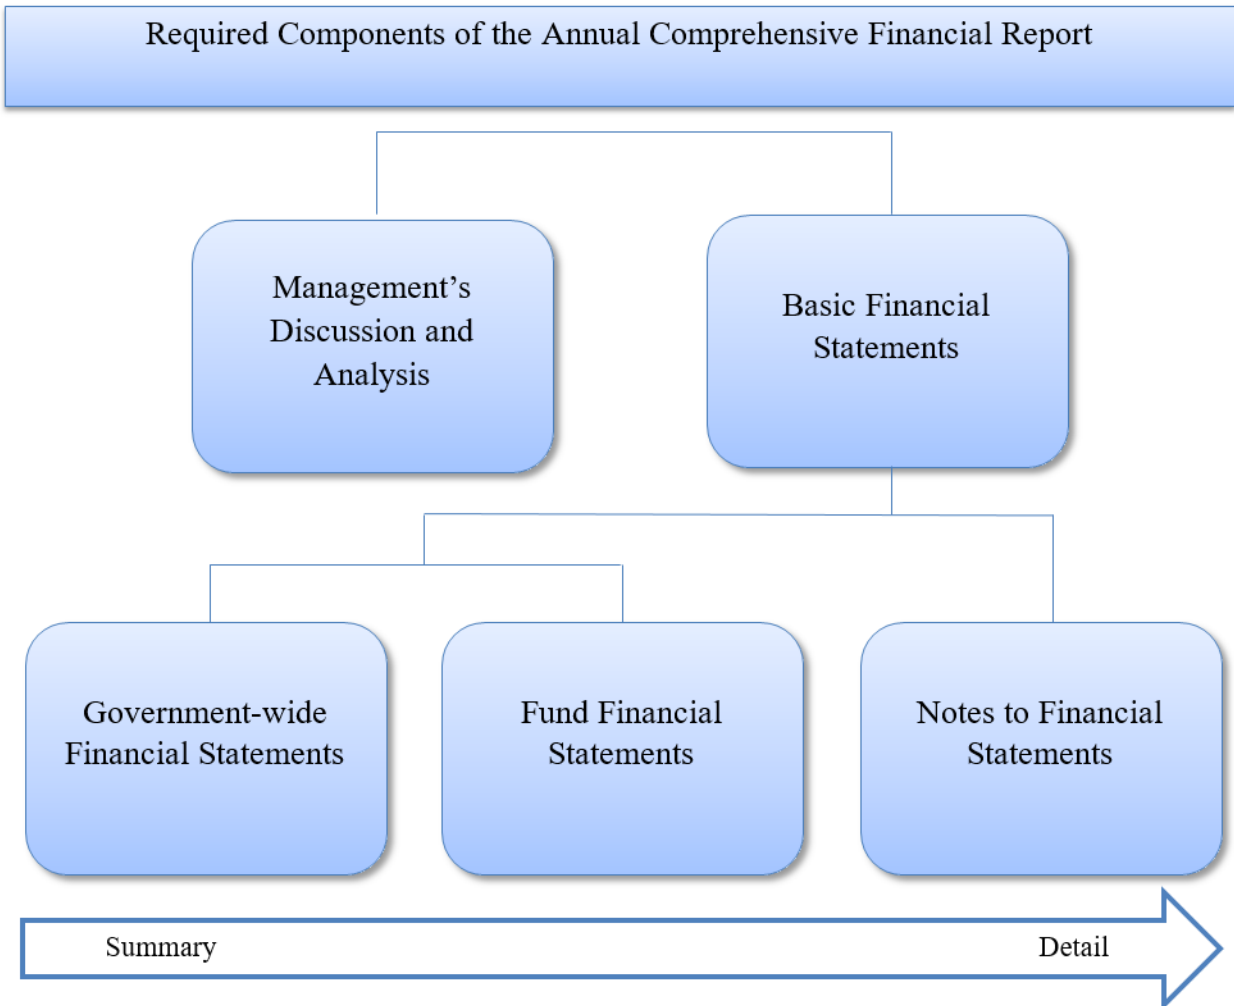 Required Components of the Annual Comprehensive Financial Report
Management’s
Discussion and
Analysis
Basic Financial
Statements
Government-wide
Financial Statements
Fund Financial
Statements
Notes to Financial
Statements
Summary
Detail